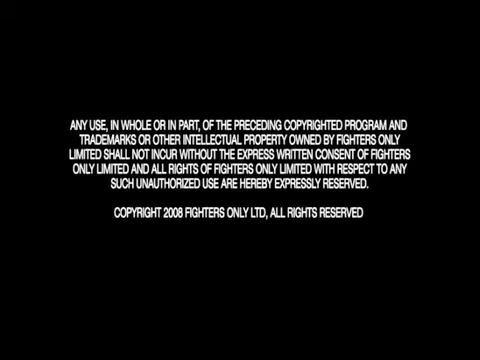 ANY USE, IN WHOLE OR IN PART, OF THE PRECEDING COPYRIGHTED PROGRAM AND
TRADEMARKS OR OTHER INTELLECTUAL PROPERTY OWNED BY FIGHTERS ONLY
LIMITED SHALL NOT INCUR WITHOUT THE EXPRESS WRITTEN CONSENT OF FIGHTERS
ONLY LIMITED AND ALL RIGHTS OF FIGHTERS ONLY LIMITED WITH RESPECT TO ANY
SUCH UNAUTHORIZED USE ARE HEREBY EXPRESSLY RESERVED.
COPYRIGHT 2008 FIGHTERS ONLY LTD, ALL RIGHTS RESERVED